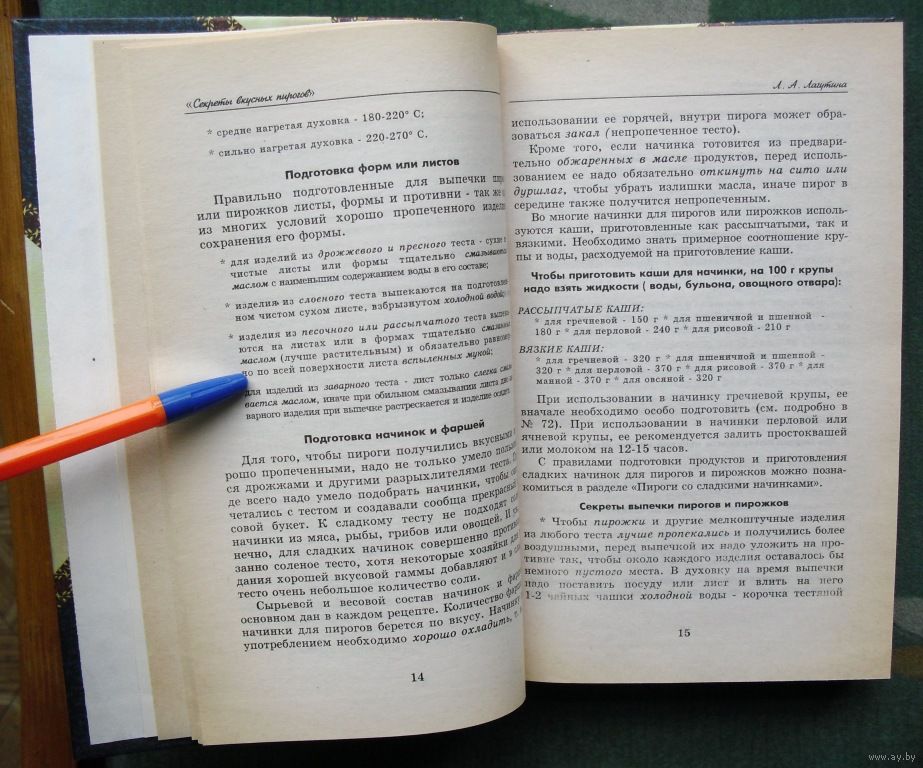 «Секреты вкусных пирогов»
* средне нагретая духовка - 180-220° С;
* сильно нагретая духовка - 220-270° С.
Подготовка форм или листов
Правильно подготовленные для выпечки
или пирожков листы, формы и противни - так же
из многих условий хорошо пропеченного
сохранения его формы.
* для изделий из дрожжевого и пресного теста -
чистые листы или формы тщательно
маслом с наименьшим содержанием воды в его составе;
* изделия из слоеного теста выпекаются на
ном чистом сухом листе, взбрызнутом холодной водой;
* изделия из песочного или рассыпчатого теста
ются на листах или в формах тщательно
маслом (лучше растительным) и обязательно
но по всей поверхности листа вспыленных мукой;
для изделий из заварного теста - лист только слегка
вается маслом, иначе при обильном смазывании листа
варного изделия при выпечке растрескается и изделие
Подготовка начинок и фаршей
Для того, чтобы пироги получились вкусными
рошо пропеченными, надо не только умело
ся дрожжами и другими разрыхлителями теста.
де всего надо умело подобрать начинки, чтобы
четались с тестом и создавали сообща прекрасный
совой букет. К сладкому тесту не подходят
начинки из мяса, рыбы, грибов или овощей. И
нечно, для сладких начинок совершенно
занно соленое тесто, хотя некоторые хозяйки
дания хорошей вкусовой гаммы добавляют и в
тесто очень небольшое количество соли.
Сырьевой и весовой состав начинок и
основном дан в каждом рецепте. Количество
начинки для пирогов берется по вкусу.
употреблением необходимо хорошо охладить,
14
Л. А. Лагутина
использовании ее горячей, внутри пирога может обра-
зоваться закал (непропеченное тесто).
Кроме того, если начинка готовится из предвари-
тельно обжаренных в масле продуктов, перед исполь-
зованием ее надо обязательно откинуть на сито или
дуршлаг, чтобы убрать излишки масла, иначе пирог в
середине также получится непропеченным.
Во многие начинки для пирогов или пирожков исполь-
зуются каши, приготовленные как рассыпчатыми, так и
вязкими. Необходимо знать примерное соотношение кру-
пы и воды, расходуемой на приготовление каши.
Чтобы приготовить каши для начинки, на 100 г крупы
надо взять жидкости ( воды, бульона, овощного отвара):
РАССЫПЧАТЫЕ КАШИ:
* для гречневой - 150 г * для пшеничной и пшенной -
180 г * для перловой - 240 г * для рисовой - 210 г
ВЯЗКИЕ КАШИ:
* для гречневой - 320 г * для пшеничной и пшенной -
320 г * для перловой - 370 г * для рисовой - 370 г * для
манной - 370 г * для овсяной - 320 г
При использовании в начинку гречневой крупы, ее
вначале необходимо особо подготовить (см. подробно в
№ 72). При использовании в начинки перловой или
ячневой крупы, ее рекомендуется залить простоквашей
или молоком на 12-15 часов.
С правилами подготовки продуктов и приготовления
сладких начинок для пирогов и пирожков можно позна-
комиться в разделе «Пироги со сладкими начинками».
Секреты выпечки пирогов и пирожков
* Чтобы пирожки и другие мелкоштучные изделия
из любого теста лучше пропекались и получились более
воздушными, перед выпечкой их надо уложить на про-
тивне так, чтобы около каждого изделия оставалось бы
немного пустого места. В духовку на время выпечки
надо поставить посуду или лист и влить на него
1-2 чайных чашки холодной воды - корочка тестяной
15
www.ay.by